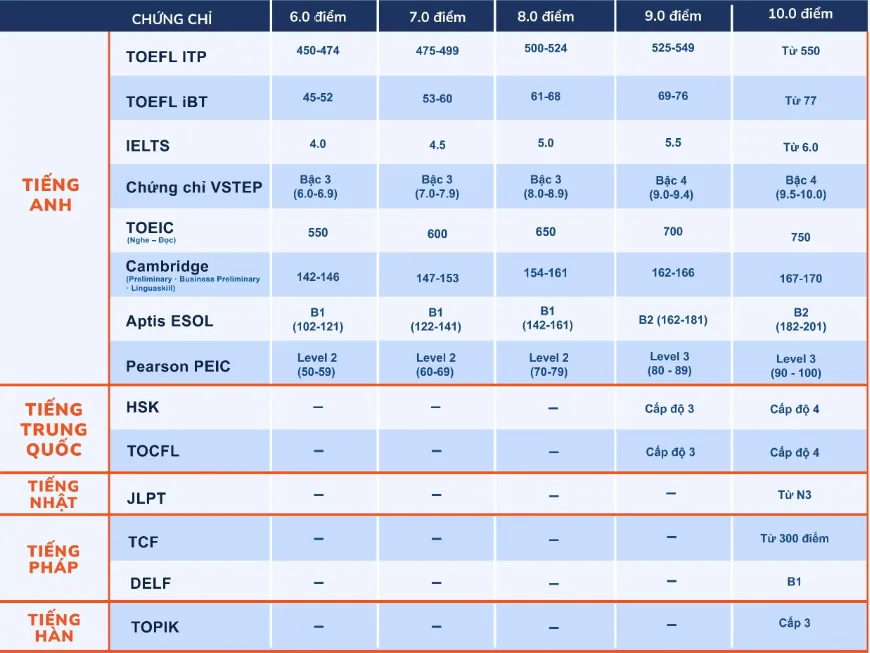 CHỨNG CHỈ 6.0 điểm 7.0 điểm 8.0 điểm 9.0 điểm 10.0 điểm
TIẾNG
ANH
TOEFL ITP 450-474 475-499 500-524 525-549 Từ 550
TOEFL iBT 45-52 53-60 61-68 69-76 Từ 77
IELTS 4.0 4.5 5.0 5.5 Từ 6.0
Chứng chỉ VSTEP Bậc 3 Bậc 3 Bậc 3 Bậc 4 Bậc 4
(6.0-6.9) (7.0-7.9) (8.0-8.9) (9.0-9.4) (9.5-10.0)
TOEIC 550 600 650 700 750
(Nghe – Đọc)
Cambridge 142-146 147-153 154-161 162-166 167-170
(Preliminary · Business Preliminary
· Linguaskill)
Aptis ESOL B1 B1 B1 B2 (162-181) B2
(102-121) (122-141) (142-161) (182-201)
Pearson PEIC Level 2 Level 2 Level 2 Level 3 Level 3
(50-59) (60-69) (70-79) (80 - 89) (90 - 100)
TIẾNG
TRUNG
QUỐC
HSK – – – Cấp độ 3 Cấp độ 4
TOCFL – – – Cấp độ 3 Cấp độ 4
TIẾNG
NHẬT
JLPT – – – – Từ N3
TIẾNG
PHÁP
TCF – – – – Từ 300 điểm
DELF – – – – B1
TIẾNG
HÀN
TOPIK – – – – Cấp 3